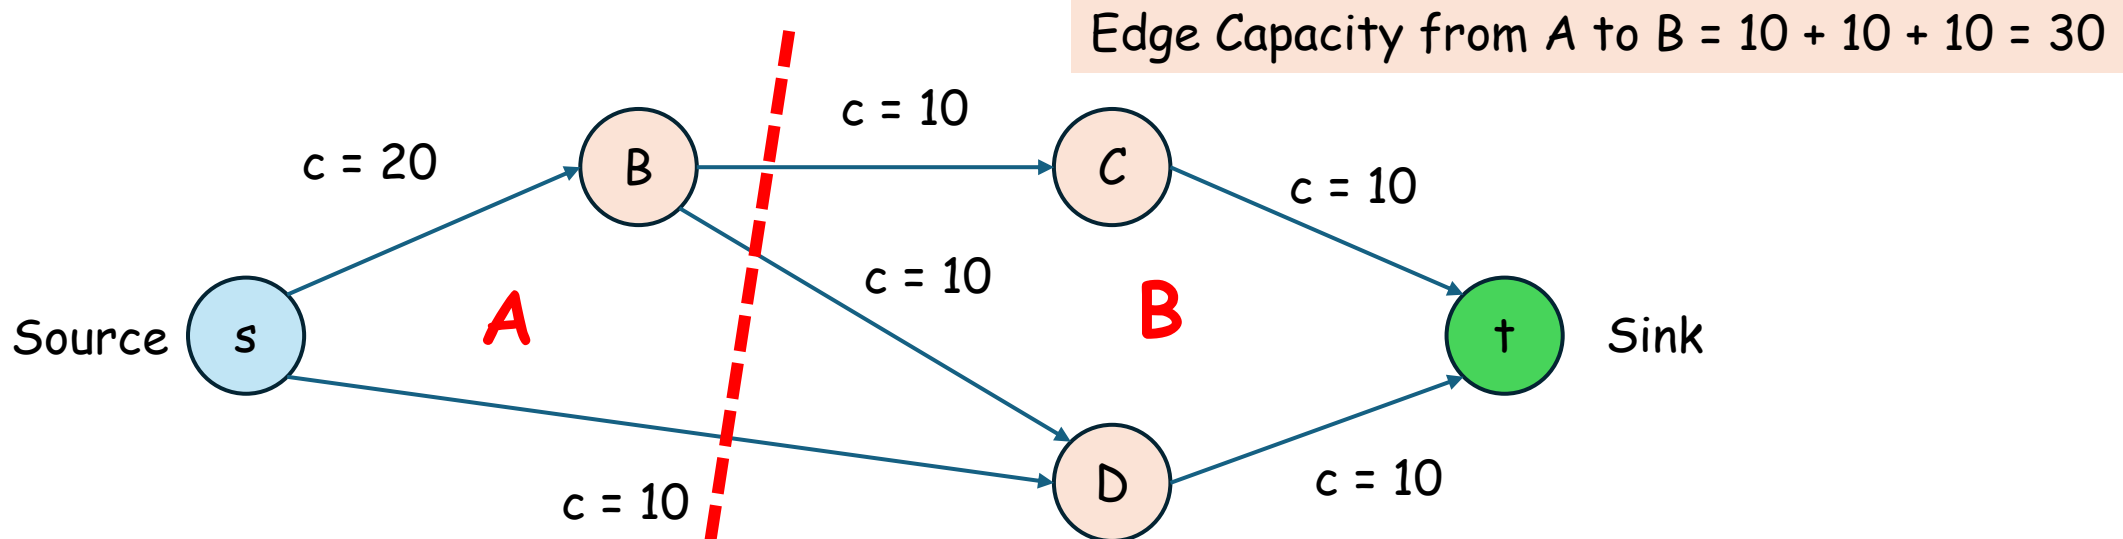 Edge Capacity from A to B = 10 + 10 + 10 = 30
c = 10
c = 20
B
C
c = 10
c = 10
A
B
Source
s
t
Sink
c = 10
D
c = 10